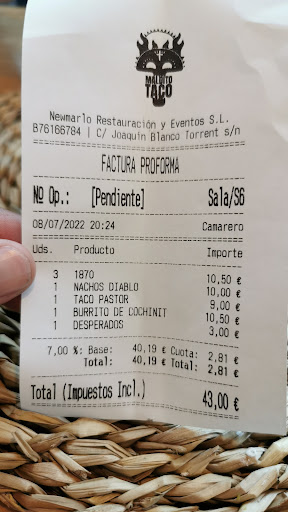 MALDITO
TACO
Newmarlo Restauración y Eventos S.L.
B76166784 | C/ Joaquin Blanco Torrent s/n
FACTURA PROFORMA
Nº Op.: [Pendiente] Sala/S6
08/07/2022 20:24 Camarero
Uds. Producto Importe
3 1870 10,50 €
1 NACHOS DIABLO 10,00 €
1 TACO PASTOR 9,00 €
1 BURRITO DE COCHINIT 10,50 €
1 DESPERADOS 3,00 €
7,00 %: Base: 40,19 € Cuota: 2,81 €
Total: 40,19 € Total: 2,81 €
Total (Impuestos Incl.) 43,00 €